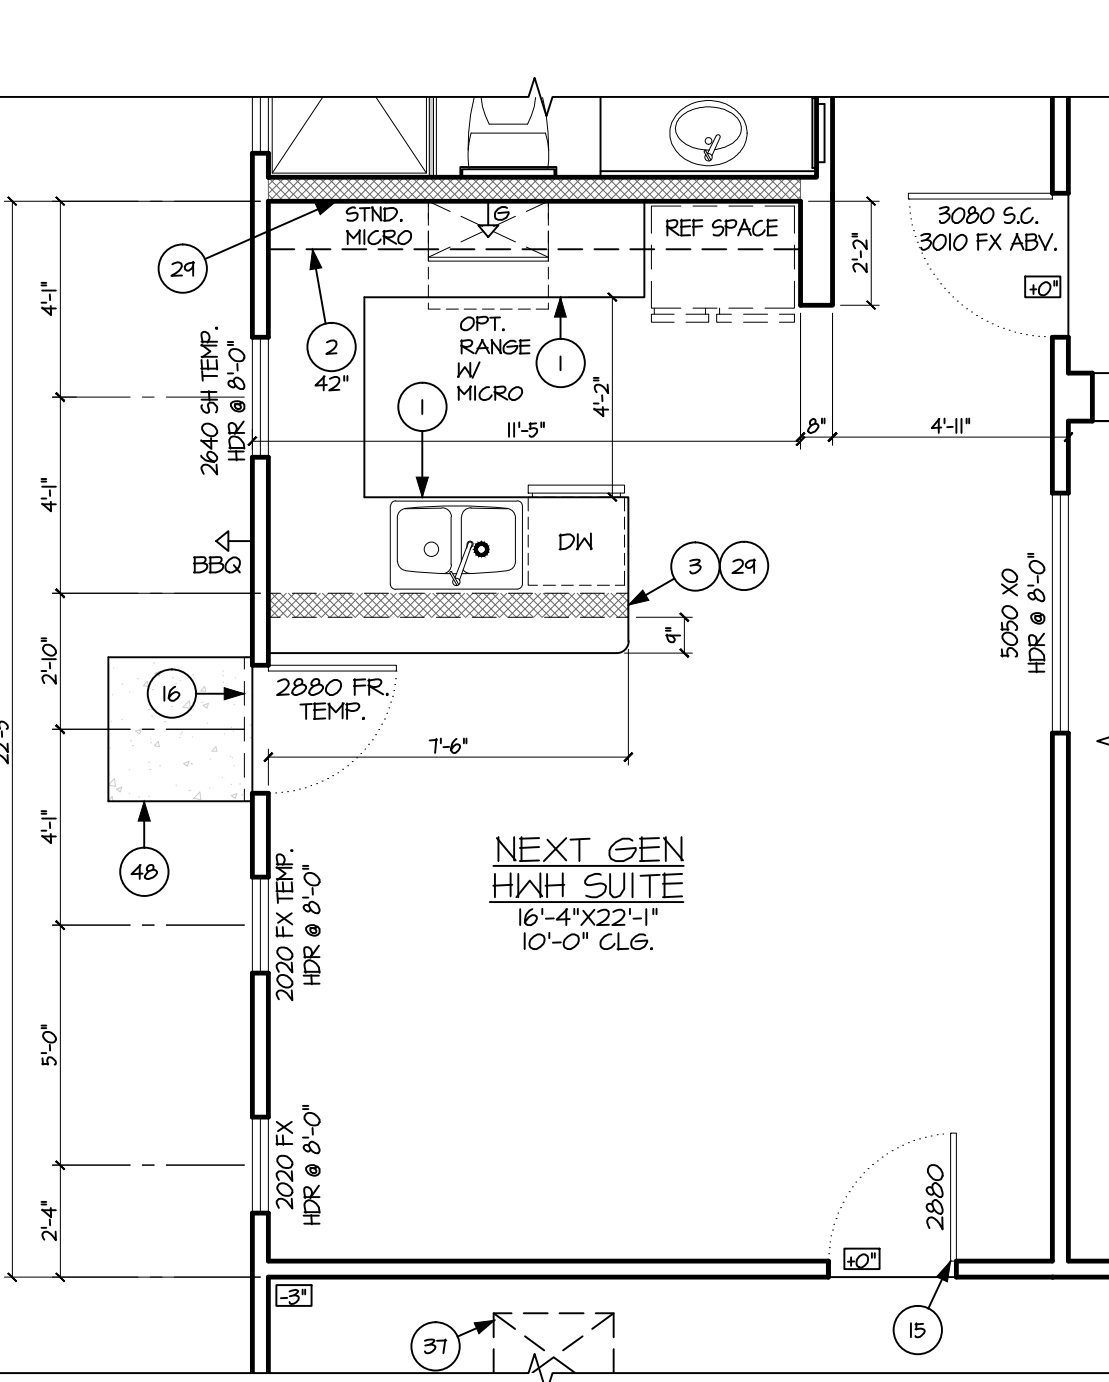 STND.
MICRO
G
REF SPACE
3080 S.C.
3010 FX ABV.
2'-2"
+0"
29
4'-1"
2
42"
OPT.
RANGE
W/
MICRO
1
1
2640 SH TEMP.
HDR @ 8'-0"
4'-2"
11'-5"
8"
4'-11"
4'-1"
BBQ
DW
3
29
5050 XO
HDR @ 8'-0"
9"
2'-10"
16
2880 FR.
TEMP.
7'-6"
4'-1"
48
NEXT GEN
HWH SUITE
16'-4"X22'-1"
10'-0" CLG.
2020 FX TEMP.
HDR @ 8'-0"
5'-0"
2020 FX
HDR @ 8'-0"
2'-4"
2880
+0"
-3"
37
15